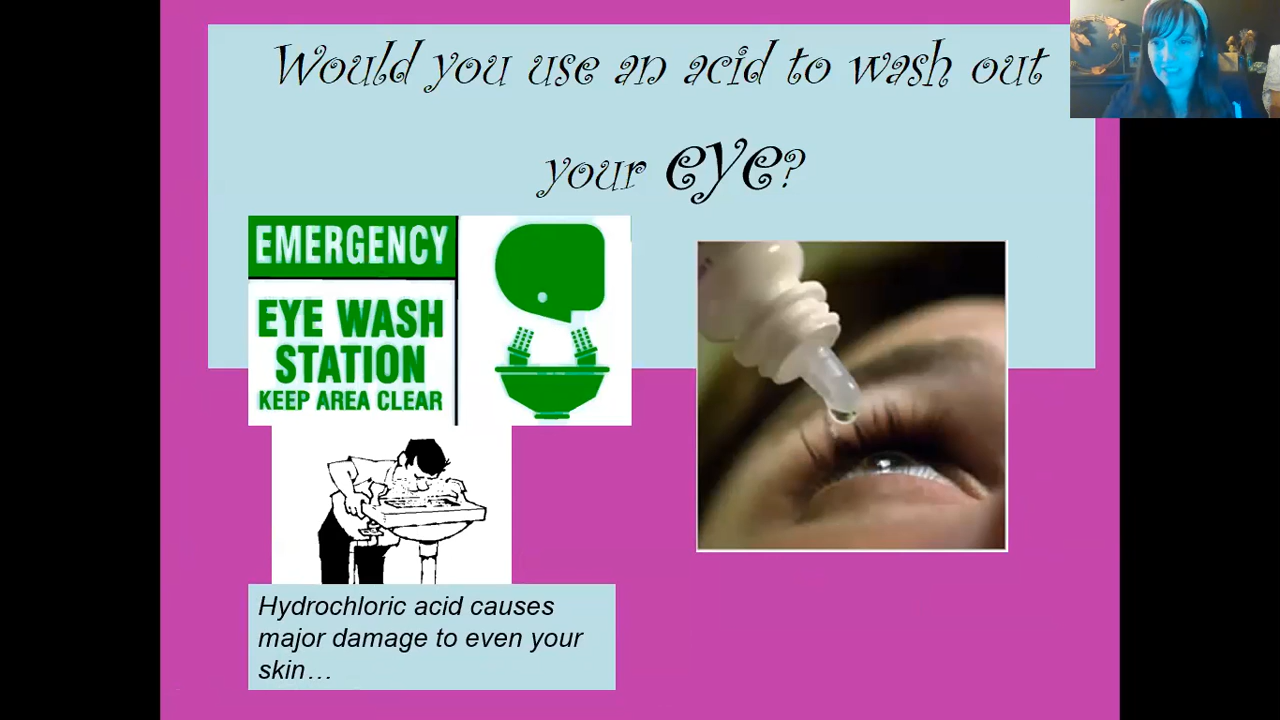 Would you use an acid to wash out
your eye?
EMERGENCY
EYE WASH
STATION
KEEP AREA CLEAR
Hydrochloric acid causes
major damage to even your
skin…